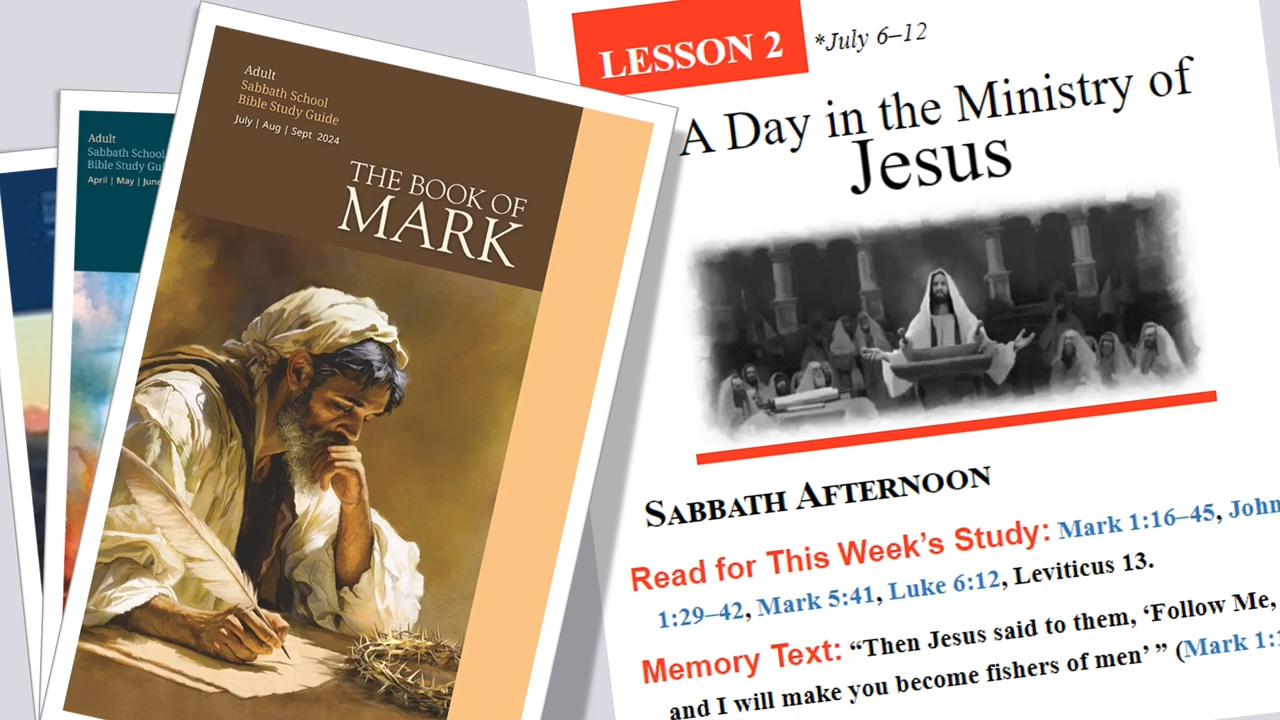 Adult
Sabbath School
Bible Study Guide
July | Aug | Sept 2024
THE BOOK OF
MARK
Adult
Sabbath School
Bible Study
April | May |
LESSON 2
*July 6–12
A Day in the Ministry of
Jesus
SABBATH AFTERNOON
Read for This Week’s Study: Mark 1:16–45, John
1:29–42, Mark 5:41, Luke 6:12, Leviticus 13.
Memory Text: “Then Jesus said to them, ‘Follow Me,
and I will make you become fishers of men’ ” (Mark